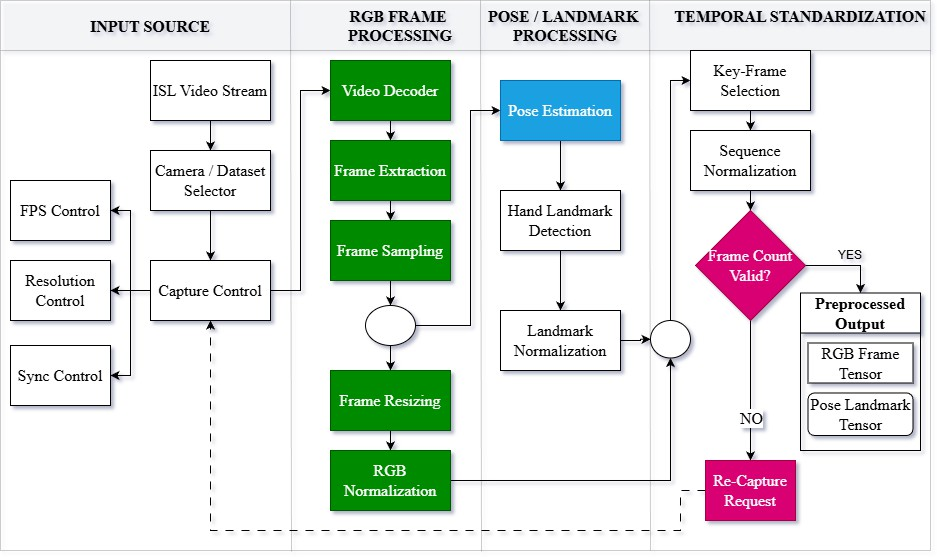 INPUT SOURCE
RGB FRAME
PROCESSING
POSE / LANDMARK
PROCESSING
TEMPORAL STANDARDIZATION
ISL Video Stream
Camera / Dataset
Selector
FPS Control
Resolution
Control
Capture Control
Sync Control
Video Decoder
Frame Extraction
Frame Sampling
Frame Resizing
RGB
Normalization
Pose Estimation
Hand Landmark
Detection
Landmark
Normalization
Key-Frame
Selection
Sequence
Normalization
Frame Count
Valid?
YES
NO
Preprocessed
Output
RGB Frame
Tensor
Pose Landmark
Tensor
Re-Capture
Request